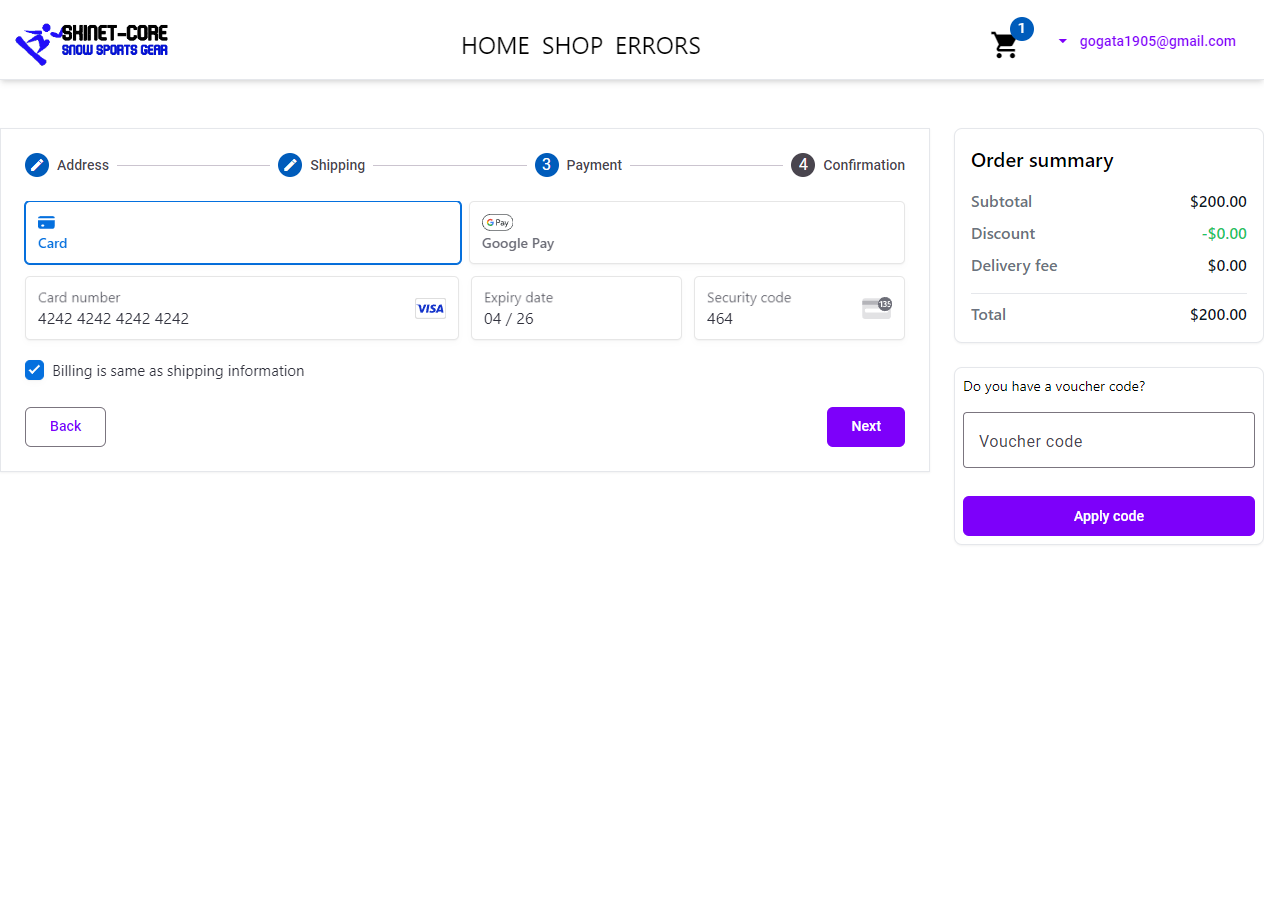 SKINET-CORE
SNOW SPORTS GEAR
HOME SHOP ERRORS
1
gogata1905@gmail.com
Address
Shipping
3 Payment
4 Confirmation
Card
G Pay
Google Pay
Card number
4242 4242 4242 4242
VISA
Expiry date
04 / 26
Security code
464
135
Billing is same as shipping information
Back
Next
Order summary
Subtotal $200.00
Discount -$0.00
Delivery fee $0.00
Total $200.00
Do you have a voucher code?
Voucher code
Apply code